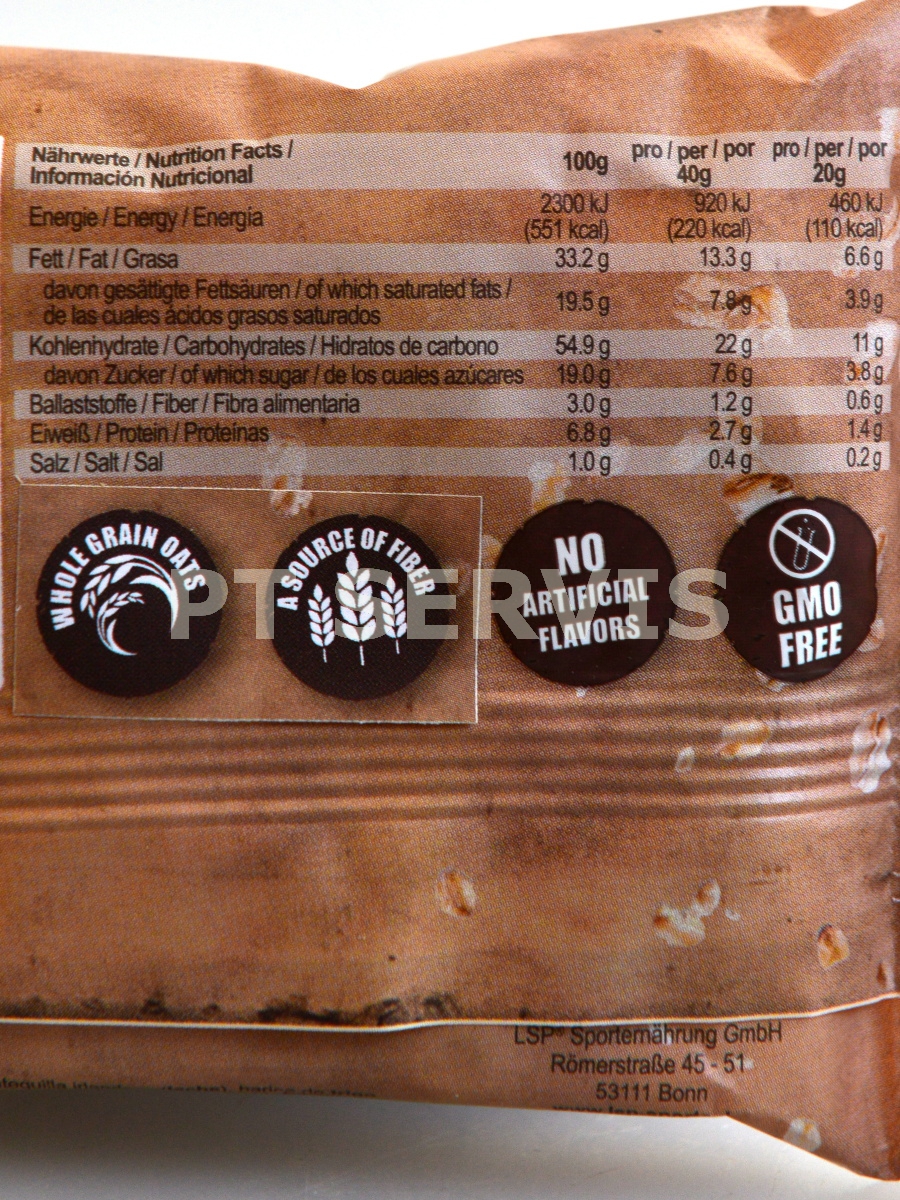 Nährwerte / Nutrition Facts /
Información Nutricional
100g
pro / per / por
40g
pro / per / por
20g
Energie / Energy / Energía
2300 kJ
(551 kcal)
920 kJ
(220 kcal)
460 kJ
(110 kcal)
Fett / Fat / Grasa 33.2 g 13.3 g 6.6 g
davon gesättigte Fettsäuren / of which saturated fats /
de las cuales ácidos grasos saturados
19.5 g 7.8 g 3.9 g
Kohlenhydrate / Carbohydrates / Hidratos de carbono 54.9 g 22 g 11 g
davon Zucker / of which sugar / de los cuales azúcares 19.0 g 7.6 g 3.8 g
Ballaststoffe / Fiber / Fibra alimentaria 3.0 g 1.2 g 0.6 g
Eiweiß / Protein / Proteínas 6.8 g 2.7 g 1.4 g
Salz / Salt / Sal 1.0 g 0.4 g 0.2 g
WHOLE GRAIN OATS
A SOURCE OF FIBER
NO
ARTIFICIAL
FLAVORS
GMO
FREE
PT SERVIS
LSP® Sporternährung GmbH
Römerstraße 45 - 51
53111 Bonn